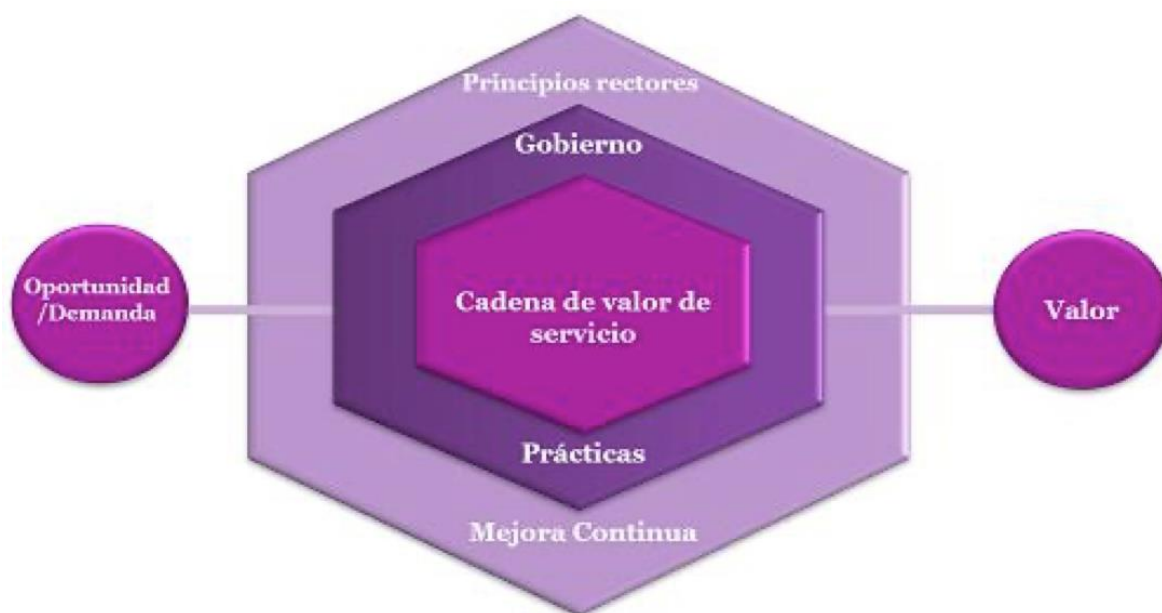 Principios rectores
Gobierno
Oportunidad
/Demanda
Cadena de valor de
servicio
Valor
Prácticas
Mejora Continua